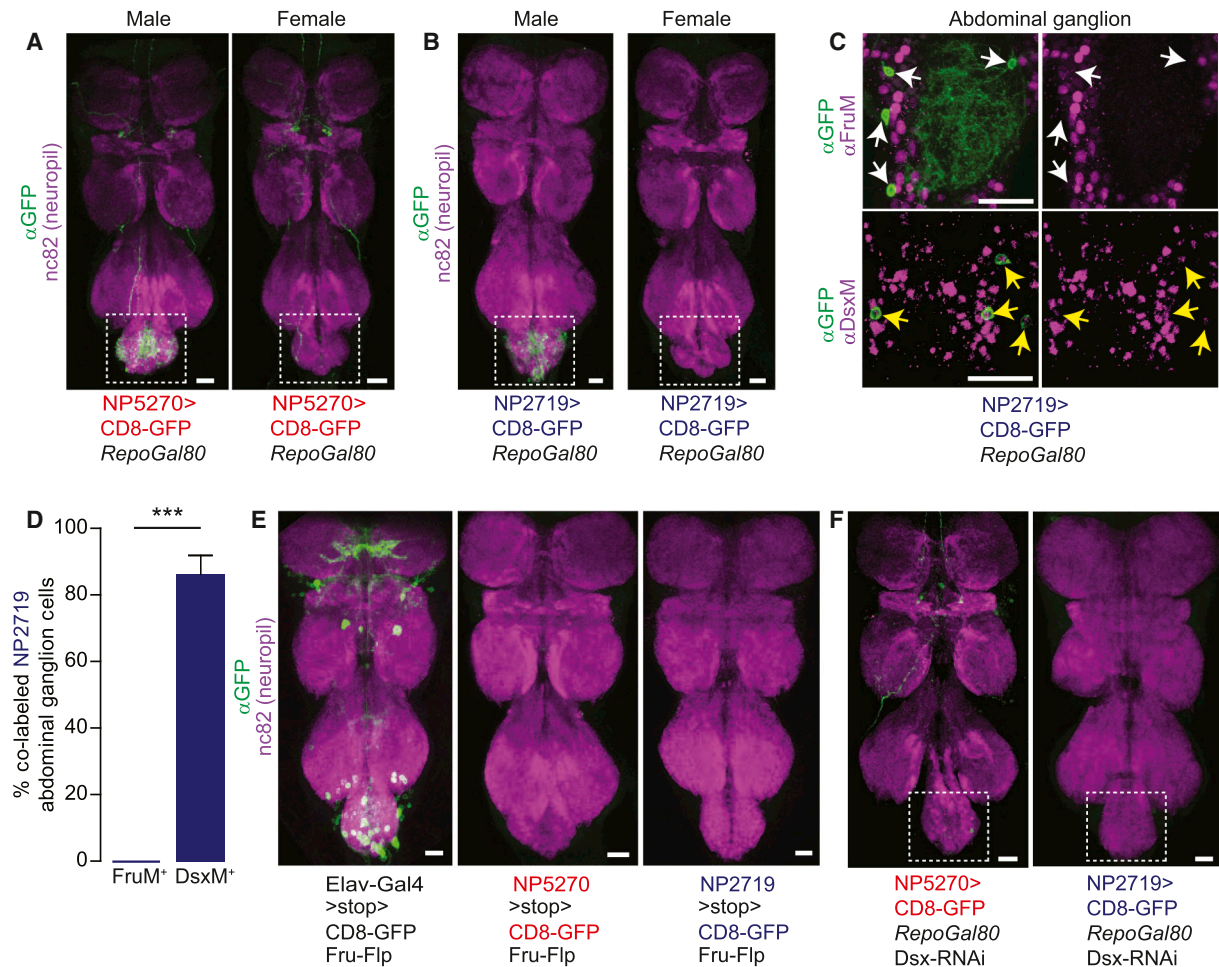 Male
Female
A
αGFP
nc82 (neuropil)
NP5270>
CD8-GFP
RepoGal80
NP5270>
CD8-GFP
RepoGal80
Male
Female
B
αGFP
nc82 (neuropil)
NP2719>
CD8-GFP
RepoGal80
NP2719>
CD8-GFP
RepoGal80
Abdominal ganglion
C
αGFP
αFruM
αGFP
αDsxM
NP2719>
CD8-GFP
RepoGal80
D
% co-labeled NP2719
abdominal ganglion cells
100
80
60
40
20
0
***
FruM⁺
DsxM⁺
E
αGFP
nc82 (neuropil)
Elav-Gal4
>stop>
CD8-GFP
Fru-Flp
NP5270
>stop>
CD8-GFP
Fru-Flp
NP2719
>stop>
CD8-GFP
Fru-Flp
F
NP5270>
CD8-GFP
RepoGal80
Dsx-RNAi
NP2719>
CD8-GFP
RepoGal80
Dsx-RNAi